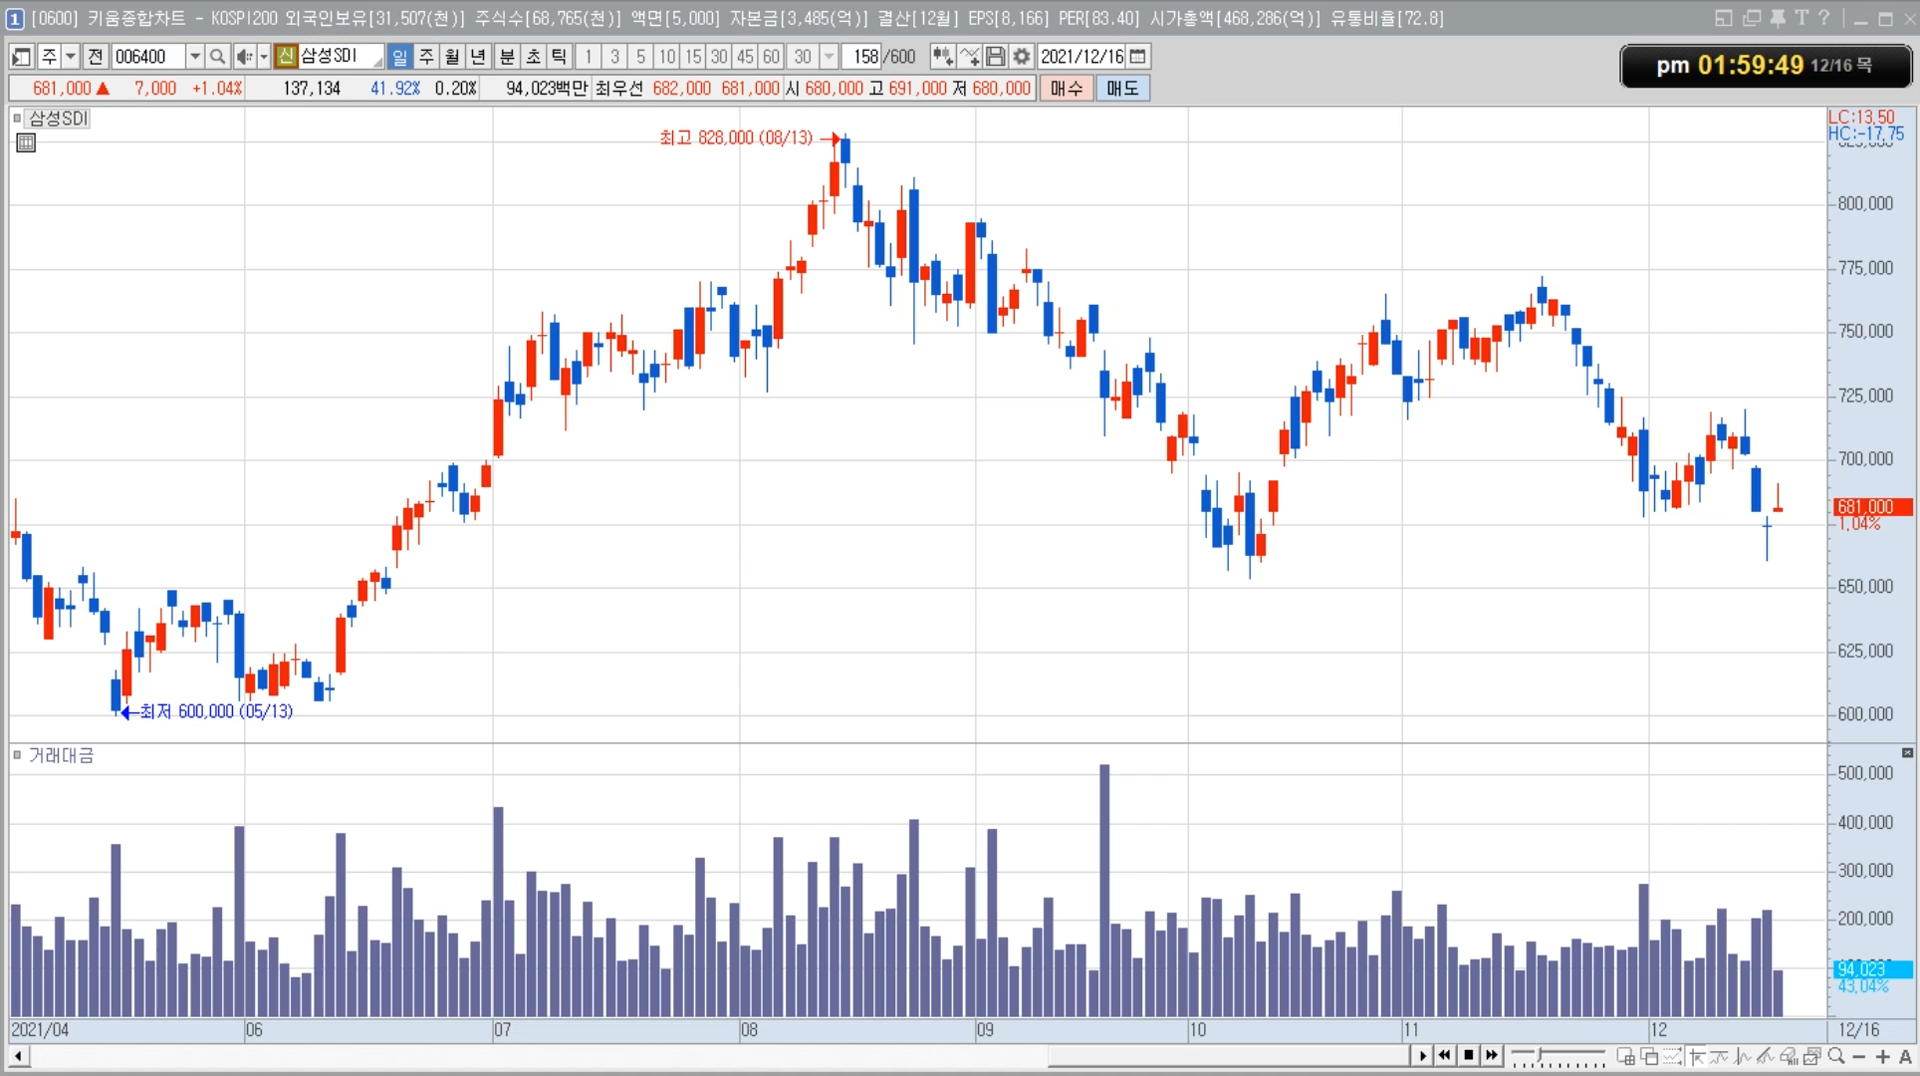 1 [0600] 키움종합차트 - KOSPI200 외국인보유[31,507(천)] 주식수[68,765(천)] 액면[5,000] 자본금[3,485(억)] 결산[12월] EPS[8,166] PER[83.40] 시가총액[468,286(억)] 유통비율[72.8] T ?
주 전 006400 신 삼성SDI 일 주 월 년 분 초 틱 1 3 5 10 15 30 45 60 30 158 /600 2021/12/16
pm 01:59:49 12/16 목
681,000 ▲ 7,000 +1.04% 137,134 41.92% 0.20% 94,023백만 최우선 682,000 681,000 시 680,000 고 691,000 저 680,000 매수 매도
삼성SDI
LC:13.50
HC:-17.75
최고 828,000 (08/13)
800,000
775,000
750,000
725,000
700,000
681,000
1.04%
650,000
625,000
최저 600,000 (05/13)
600,000
거래대금
500,000
400,000
300,000
200,000
94,023
43.04%
2021/04 06 07 08 09 10 11 12 12/16
A